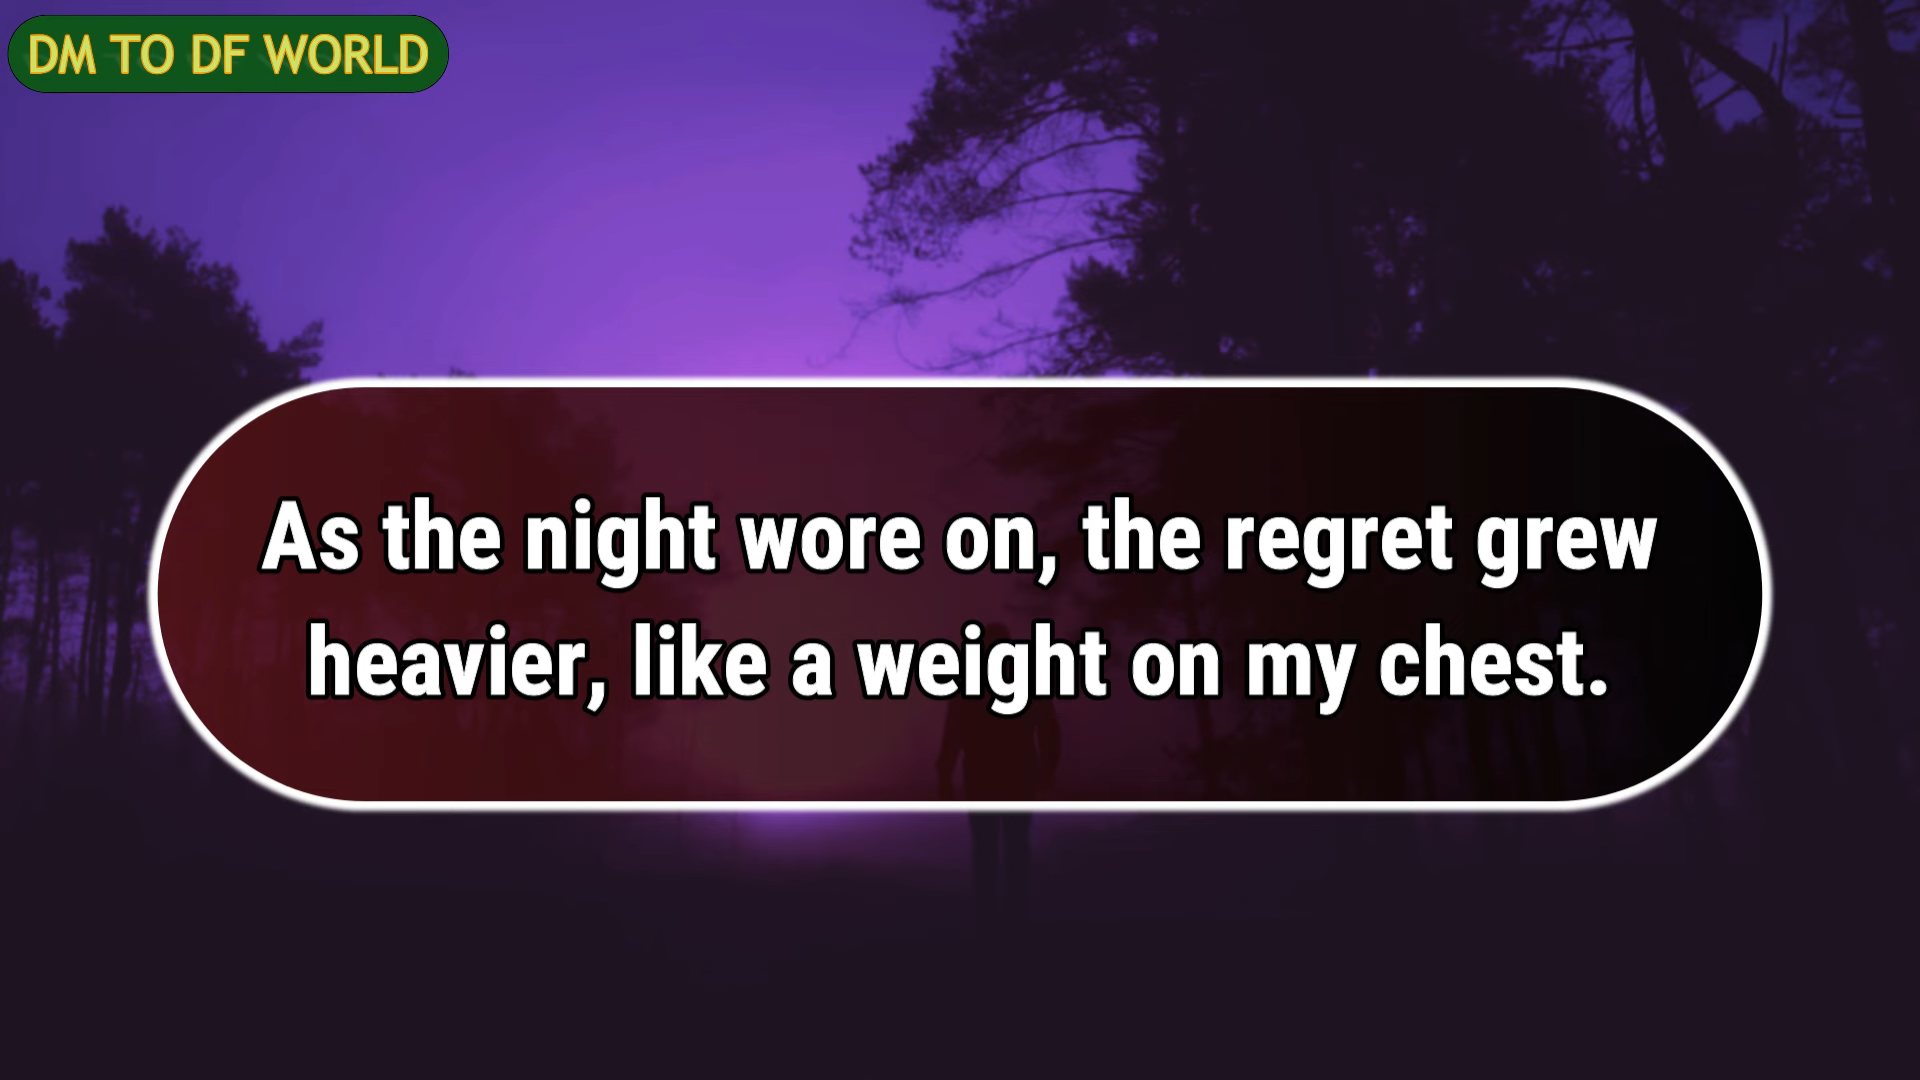 DM TO DF WORLD
As the night wore on, the regret grew
heavier, like a weight on my chest.